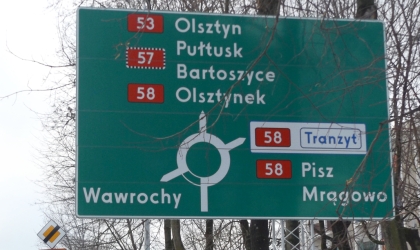 53 Olsztyn
Pułtusk
57
Bartoszyce
58 Olsztynek
58 Tranzyt
58 Pisz
Wawrochy Mrągowo